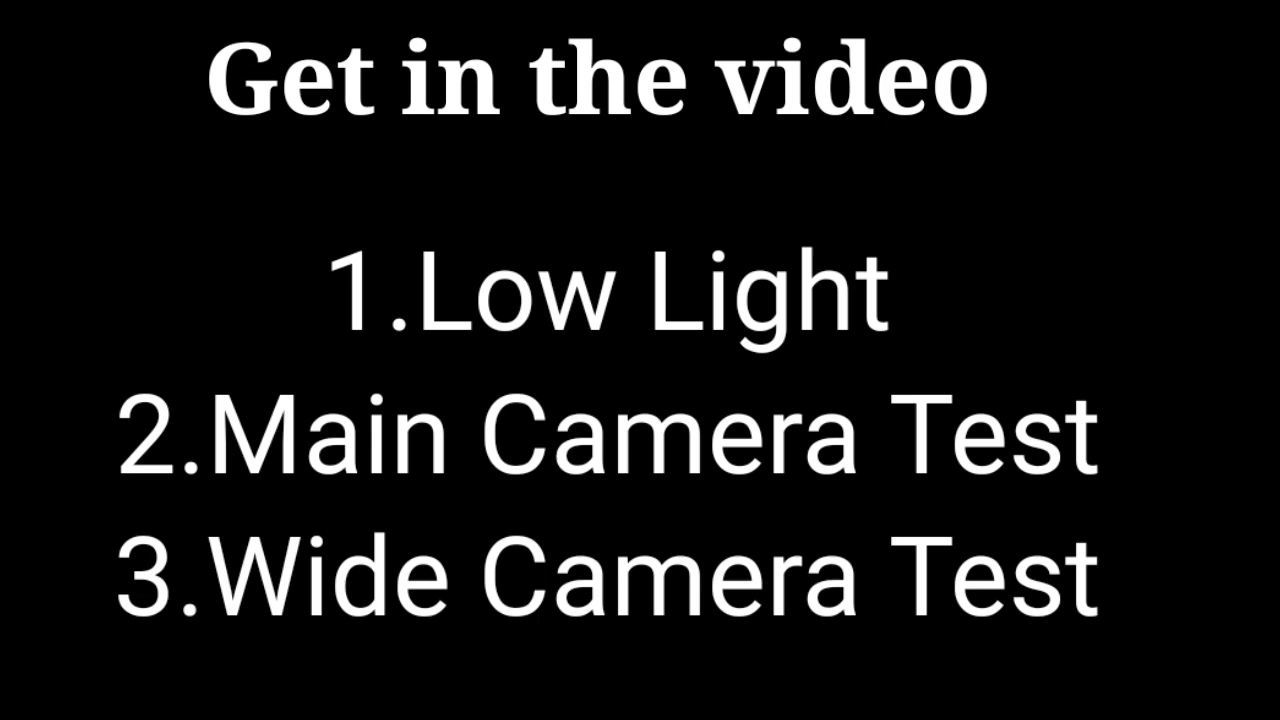 Get in the video
1.Low Light
2.Main Camera Test
3.Wide Camera Test